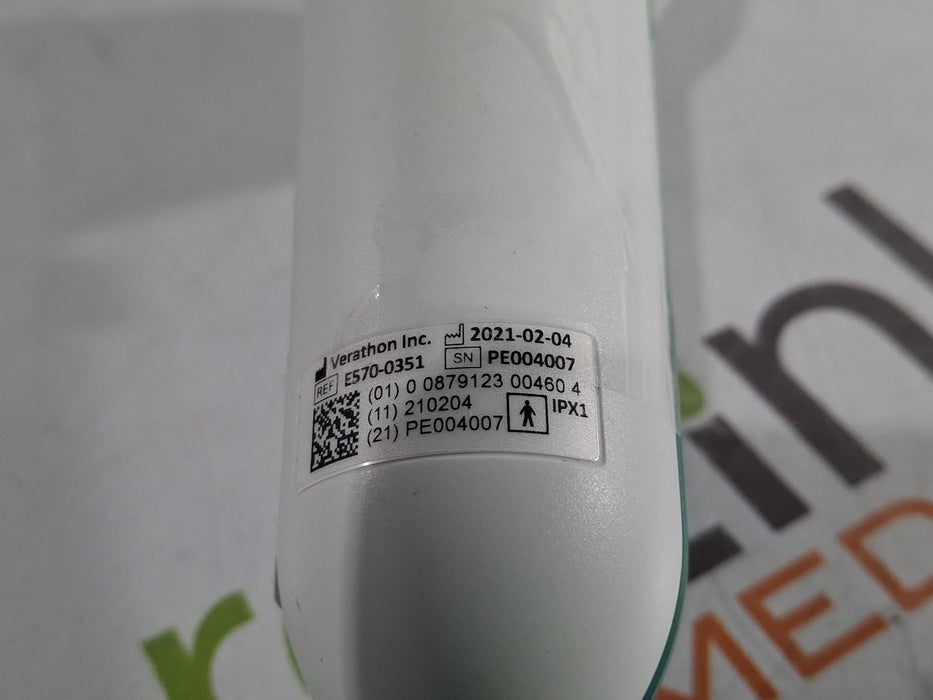 Verathon Inc. 2021-02-04
REF E570-0351 SN PE004007
(01) 0 0879123 00460 4
(11) 210204
(21) PE004007 IPX1
MED